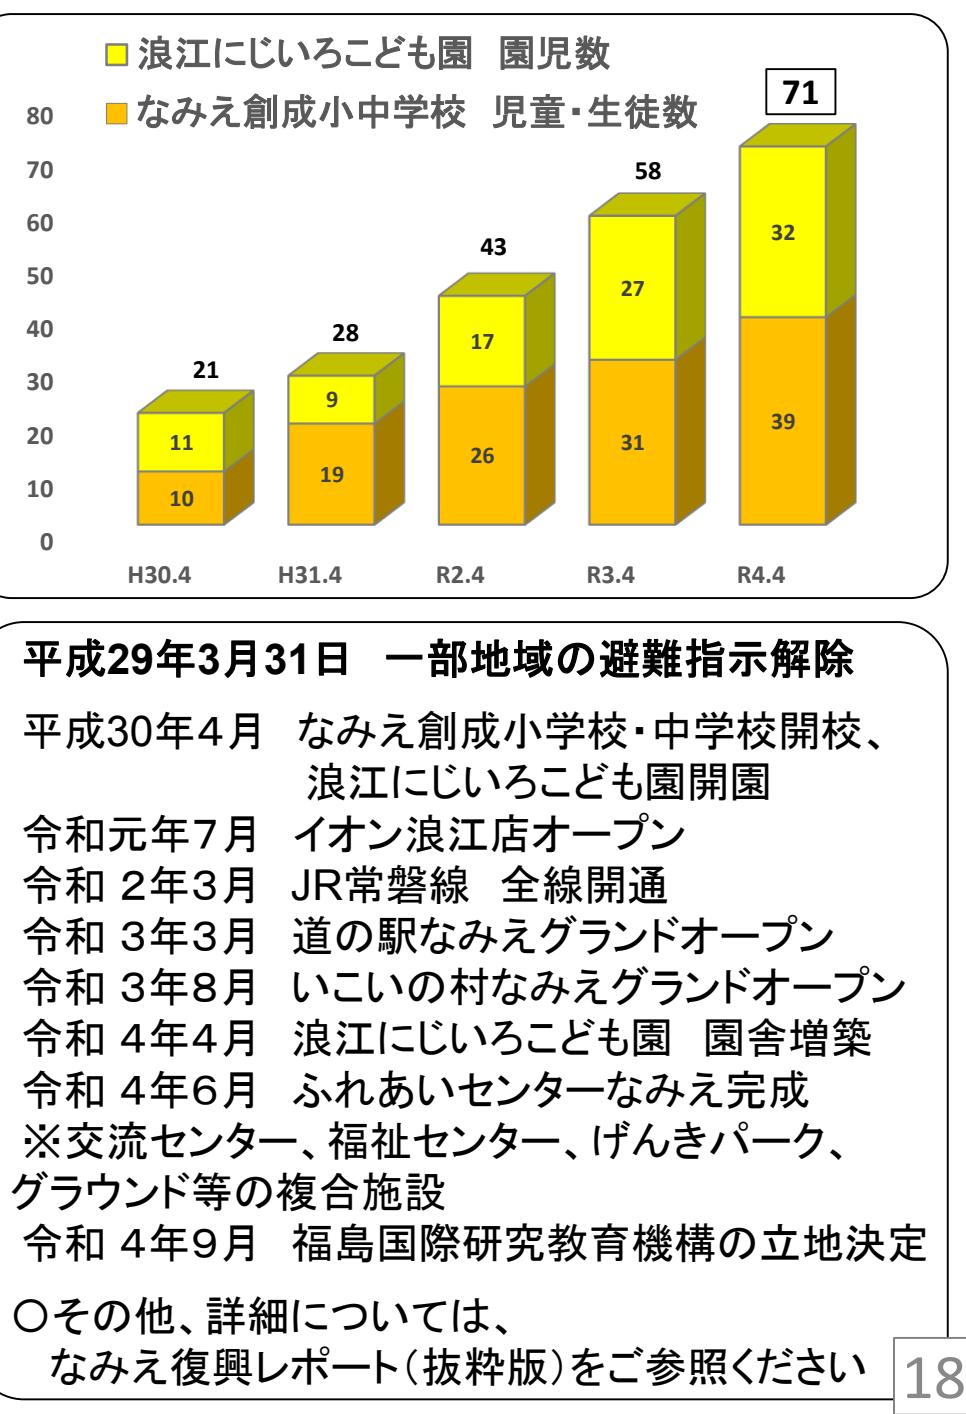 浪江にじいろこども園　園児数
なみえ創成小中学校　児童・生徒数
80
70
60
50
40
30
20
10
0
21
11
10
28
9
19
43
17
26
58
27
31
71
32
39
H30.4 H31.4 R2.4 R3.4 R4.4
平成29年3月31日　一部地域の避難指示解除
平成30年４月　なみえ創成小学校・中学校開校、
浪江にじいろこども園開園
令和元年７月　イオン浪江店オープン
令和 ２年３月　JR常磐線　全線開通
令和 ３年３月　道の駅なみえグランドオープン
令和 ３年８月　いこいの村なみえグランドオープン
令和 ４年４月　浪江にじいろこども園　園舎増築
令和 ４年６月　ふれあいセンターなみえ完成
※交流センター、福祉センター、げんきパーク、
グラウンド等の複合施設
令和 ４年９月　福島国際研究教育機構の立地決定
〇その他、詳細については、
なみえ復興レポート（抜粋版）をご参照ください
18